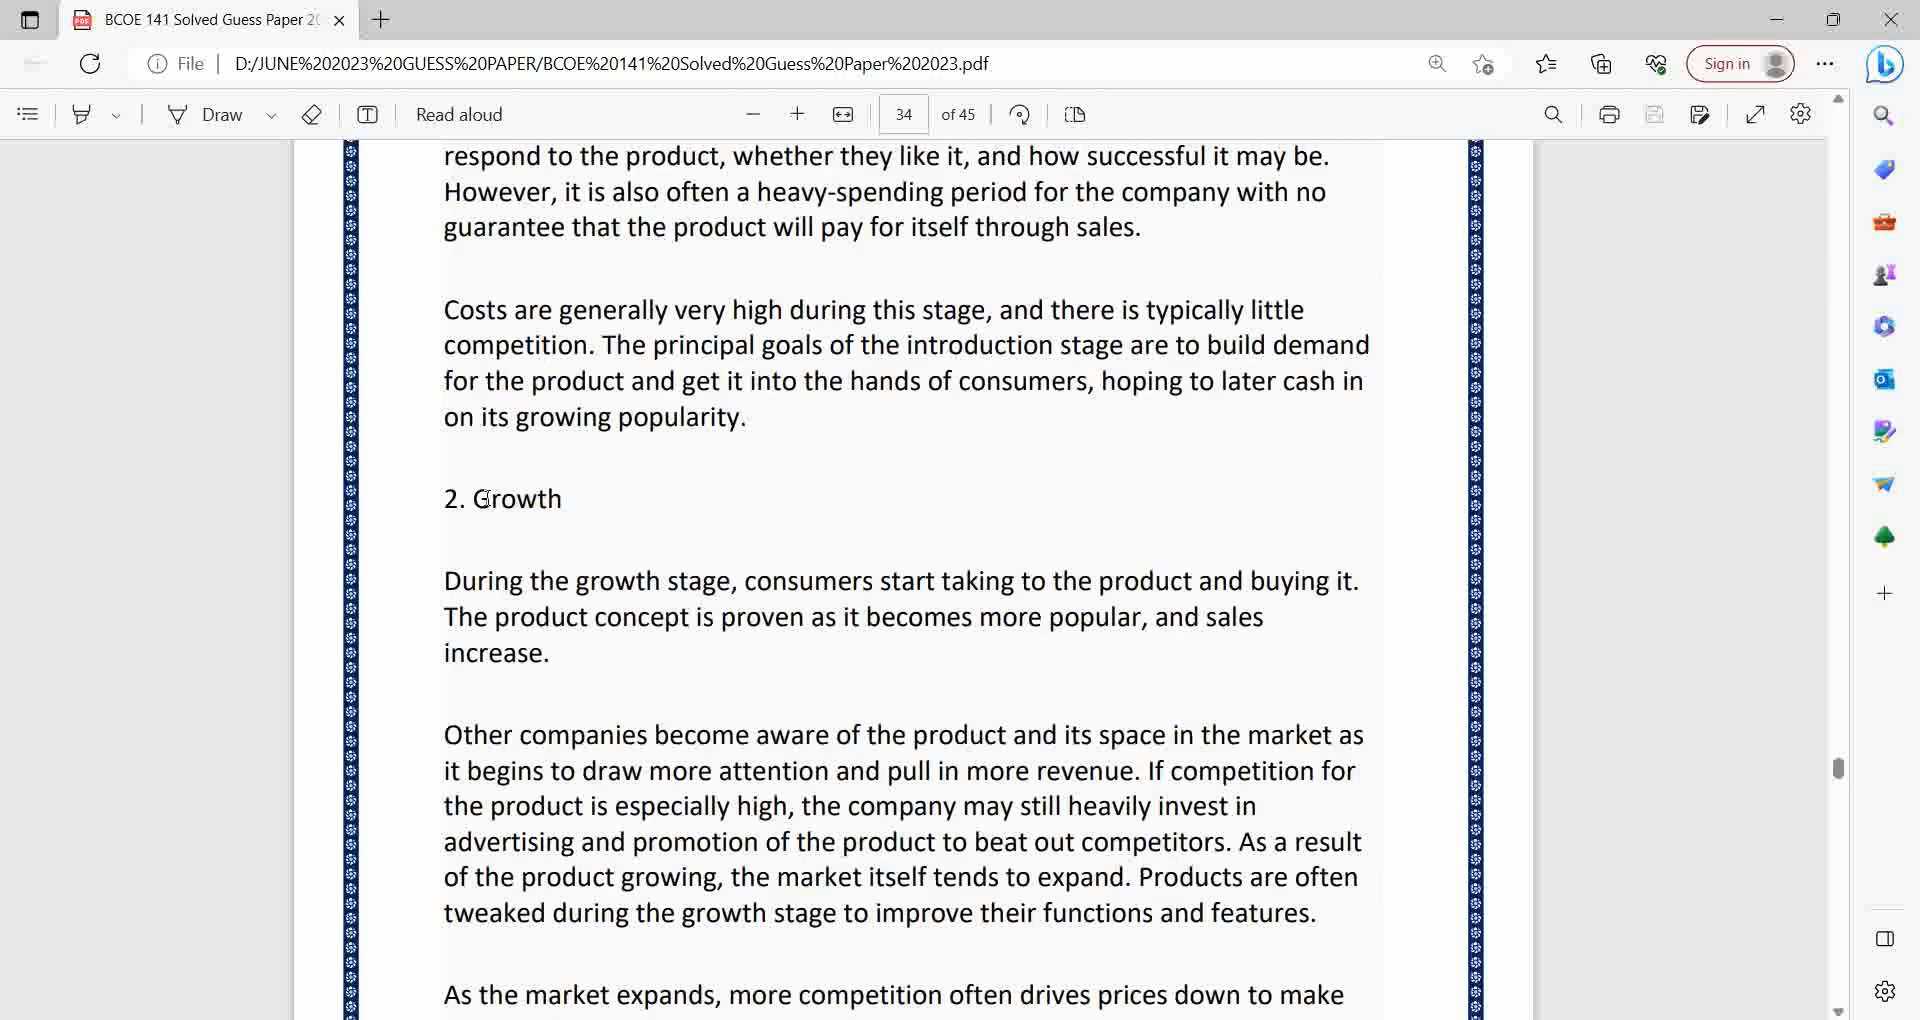 BCOE 141 Solved Guess Paper 20
File
D:/JUNE%202023%20GUESS%20PAPER/BCOE%20141%20Solved%20Guess%20Paper%202023.pdf
Sign in
Draw
Read aloud
34 of 45
respond to the product, whether they like it, and how successful it may be.
However, it is also often a heavy-spending period for the company with no
guarantee that the product will pay for itself through sales.
Costs are generally very high during this stage, and there is typically little
competition. The principal goals of the introduction stage are to build demand
for the product and get it into the hands of consumers, hoping to later cash in
on its growing popularity.
2. Growth
During the growth stage, consumers start taking to the product and buying it.
The product concept is proven as it becomes more popular, and sales
increase.
Other companies become aware of the product and its space in the market as
it begins to draw more attention and pull in more revenue. If competition for
the product is especially high, the company may still heavily invest in
advertising and promotion of the product to beat out competitors. As a result
of the product growing, the market itself tends to expand. Products are often
tweaked during the growth stage to improve their functions and features.
As the market expands, more competition often drives prices down to make